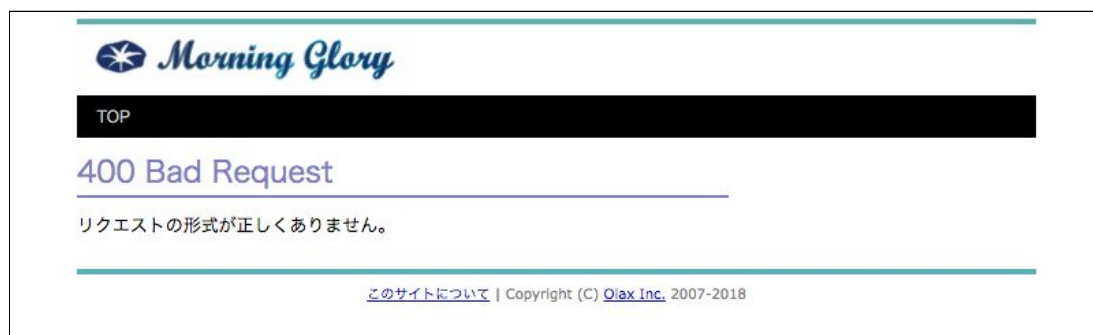 Morning Glory
TOP
400 Bad Request
リクエストの形式が正しくありません。
このサイトについて | Copyright (C) Oiax Inc. 2007-2018